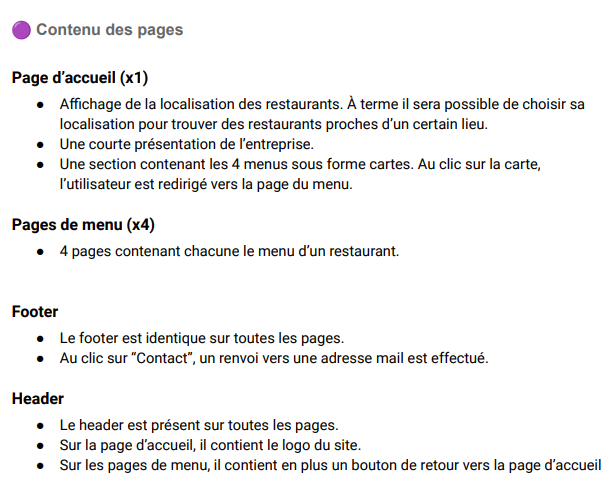 Contenu des pages
Page d’accueil (x1)
● Affichage de la localisation des restaurants. À terme il sera possible de choisir sa
localisation pour trouver des restaurants proches d’un certain lieu.
● Une courte présentation de l’entreprise.
● Une section contenant les 4 menus sous forme cartes. Au clic sur la carte,
l’utilisateur est redirigé vers la page du menu.
Pages de menu (x4)
● 4 pages contenant chacune le menu d’un restaurant.
Footer
● Le footer est identique sur toutes les pages.
● Au clic sur “Contact”, un renvoi vers une adresse mail est effectué.
Header
● Le header est présent sur toutes les pages.
● Sur la page d’accueil, il contient le logo du site.
● Sur les pages de menu, il contient en plus un bouton de retour vers la page d’accueil